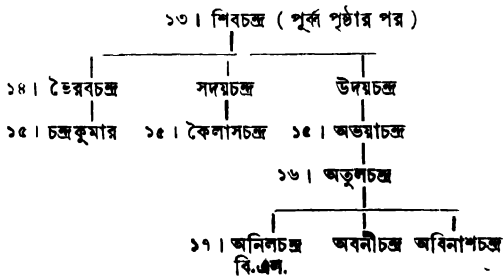 ১৩। শিবচন্দ্র ( পূর্ব্ব পৃষ্ঠার পর )
১৪। ভৈরবচন্দ্র সদয়চন্দ্র উদয়চন্দ্র
১৫। চন্দ্রকুমার ১৫। কৈলাসচন্দ্র ১৫। অভয়াচন্দ্র
১৬। অতুলচন্দ্র
১৭। অনিলচন্দ্র অবনীচন্দ্র অবিনাশচন্দ্র
বি.এল.